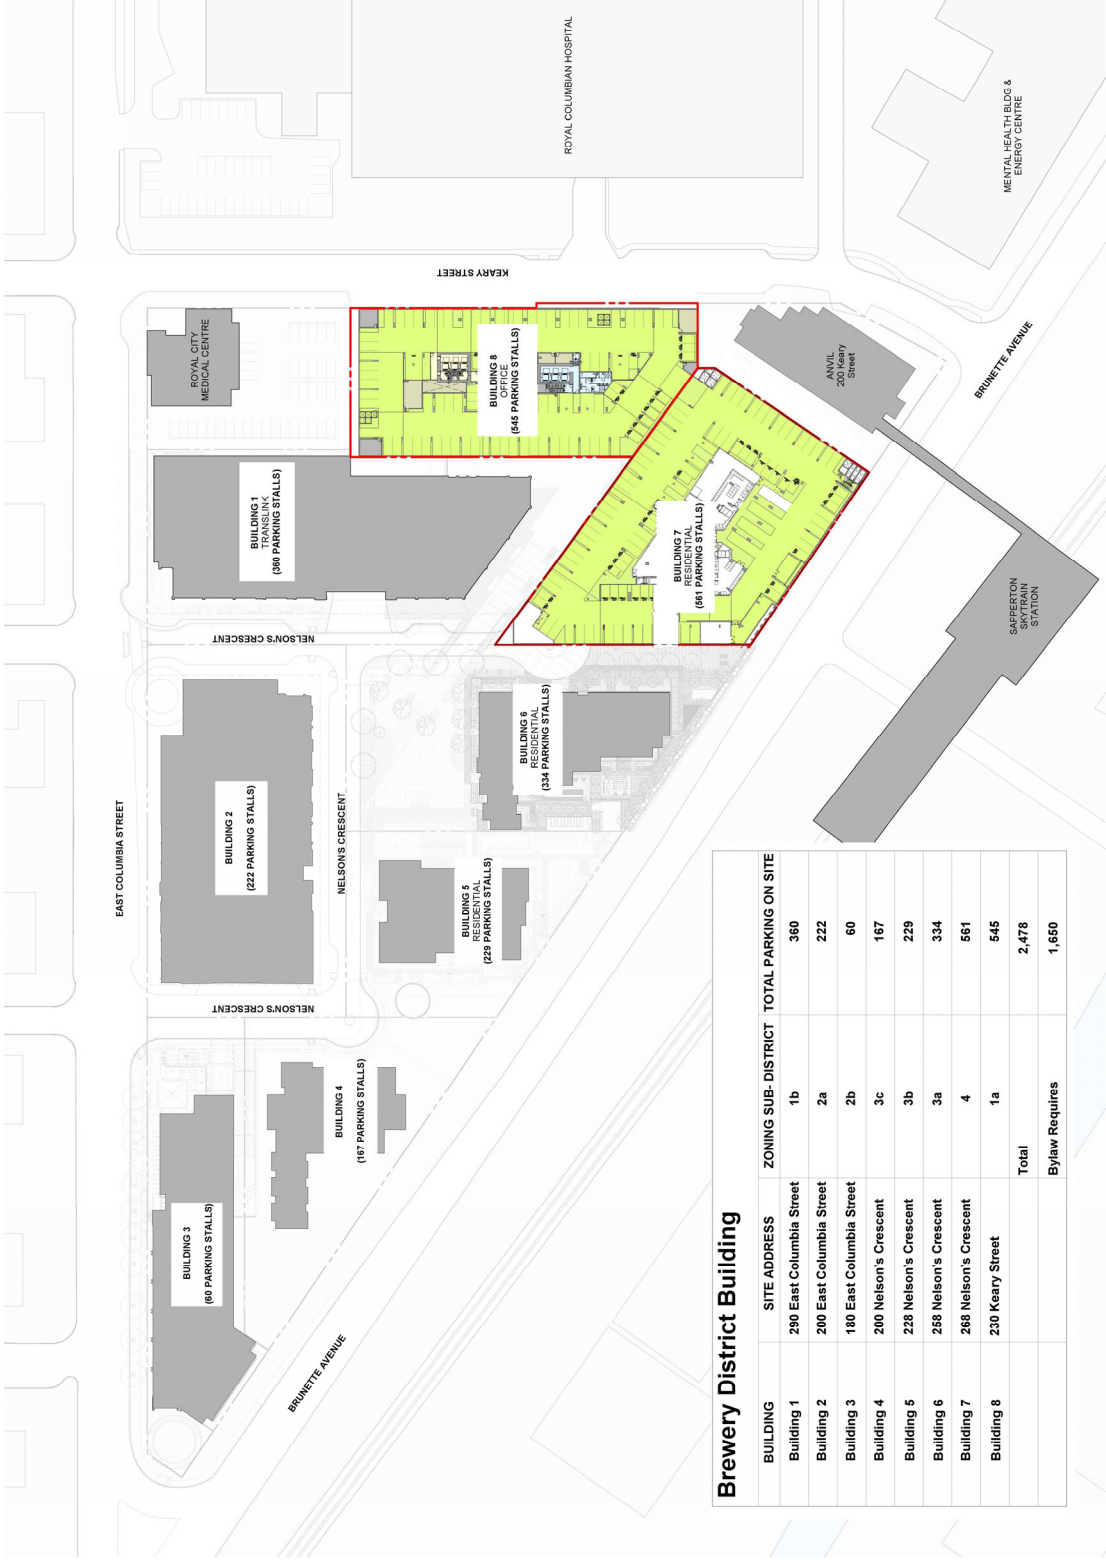 ROYAL COLUMBIAN HOSPITAL
MENTAL HEALTH BLDG &
ENERGY CENTRE
KEARY STREET
ROYAL CITY
MEDICAL CENTRE
BUILDING 8
OFFICE
(545 PARKING STALLS)
ANVIL
200 Keary
Street
BRUNETTE AVENUE
BUILDING 1
TRANSLINK
(360 PARKING STALLS)
BUILDING 7
RESIDENTIAL
(561 PARKING STALLS)
SAPPERTON
SKYTRAIN
STATION
NELSON'S CRESCENT
BUILDING 6
RESIDENTIAL
(334 PARKING STALLS)
EAST COLUMBIA STREET
BUILDING 2
(222 PARKING STALLS)
NELSON'S CRESCENT
BUILDING 5
RESIDENTIAL
(229 PARKING STALLS)
NELSON'S CRESCENT
BUILDING 4
(167 PARKING STALLS)
BUILDING 3
(60 PARKING STALLS)
BRUNETTE AVENUE
Brewery District Building
BUILDING SITE ADDRESS ZONING SUB- DISTRICT TOTAL PARKING ON SITE
Building 1 290 East Columbia Street 1b 360
Building 2 200 East Columbia Street 2a 222
Building 3 180 East Columbia Street 2b 60
Building 4 200 Nelson's Crescent 3c 167
Building 5 228 Nelson's Crescent 3b 229
Building 6 258 Nelson's Crescent 3a 334
Building 7 268 Nelson's Crescent 4 561
Building 8 230 Keary Street 1a 545
Total 2,478
Bylaw Requires 1,650